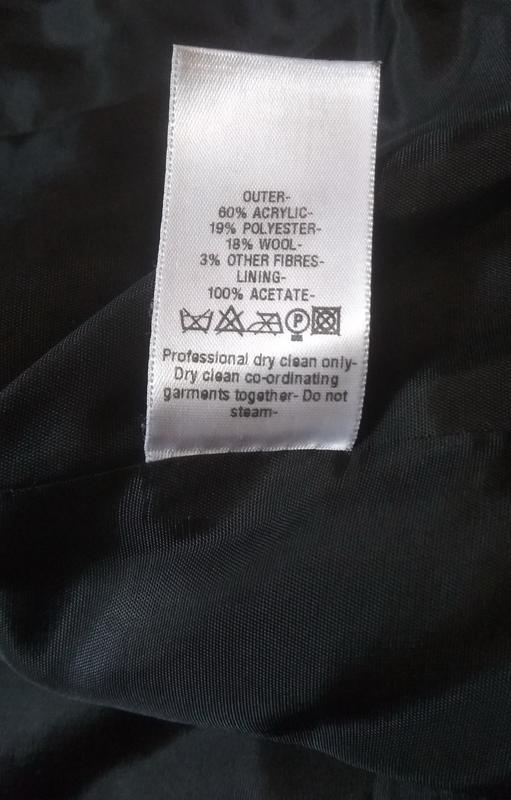 OUTER-
60% ACRYLIC-
19% POLYESTER-
18% WOOL-
3% OTHER FIBRES-
LINING-
100% ACETATE-
P
Professional dry clean only-
Dry clean co-ordinating
garments together- Do not
steam-